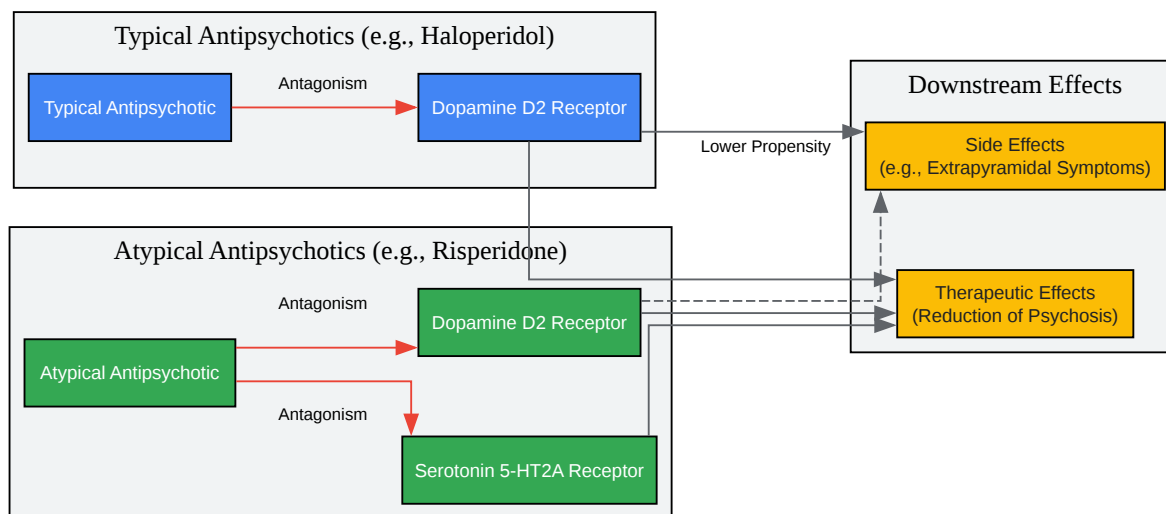 Typical Antipsychotics (e.g., Haloperidol)
Antagonism
Typical Antipsychotic
Dopamine D2 Receptor
Lower Propensity
Downstream Effects
Side Effects
(e.g., Extrapyramidal Symptoms)
Therapeutic Effects
(Reduction of Psychosis)
Atypical Antipsychotics (e.g., Risperidone)
Antagonism
Dopamine D2 Receptor
Atypical Antipsychotic
Antagonism
Serotonin 5-HT2A Receptor